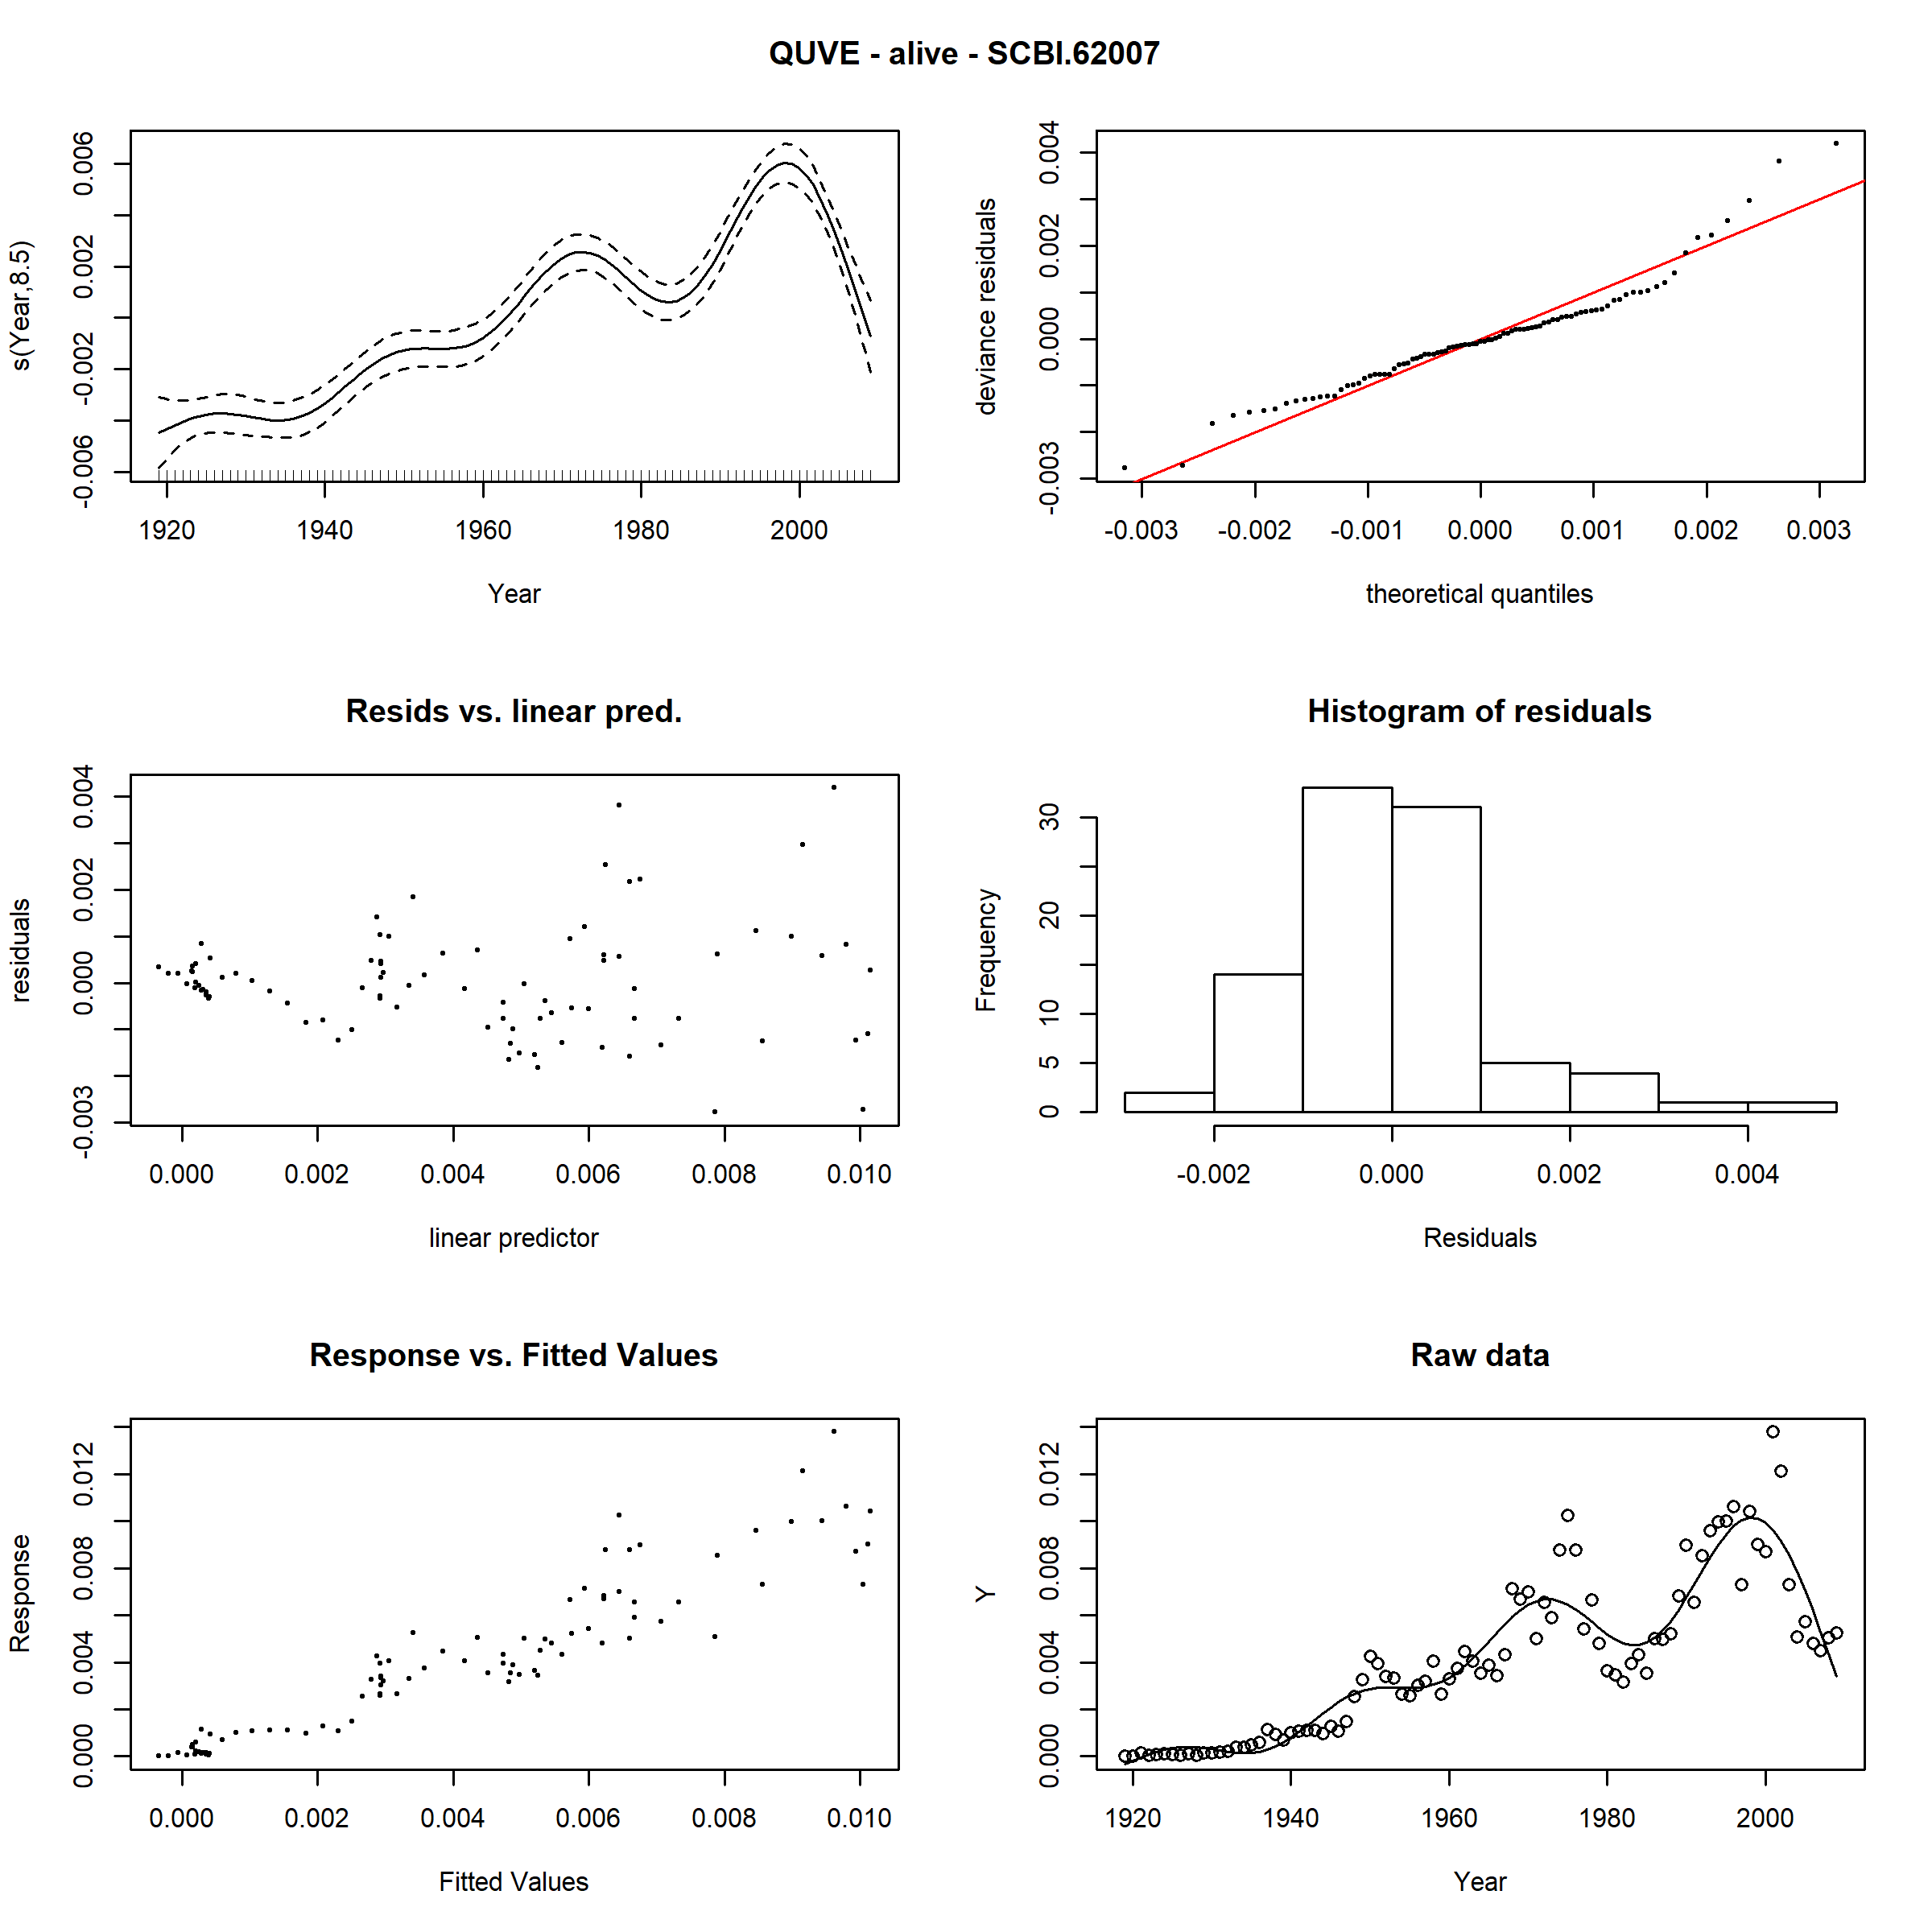 QUVE - alive - SCBI.62007
s(Year,8.5)
-0.006 -0.002 0.002 0.006
1920 1940 1960 1980 2000
Year
deviance residuals
-0.003 0.000 0.002 0.004
-0.003 -0.002 -0.001 0.000 0.001 0.002 0.003
theoretical quantiles
Resids vs. linear pred.
residuals
-0.003 0.000 0.002 0.004
0.000 0.002 0.004 0.006 0.008 0.010
linear predictor
Histogram of residuals
Frequency
0 5 10 20 30
-0.002 0.000 0.002 0.004
Residuals
Response vs. Fitted Values
Response
0.000 0.004 0.008 0.012
0.000 0.002 0.004 0.006 0.008 0.010
Fitted Values
Raw data
Y
0.000 0.004 0.008 0.012
1920 1940 1960 1980 2000
Year